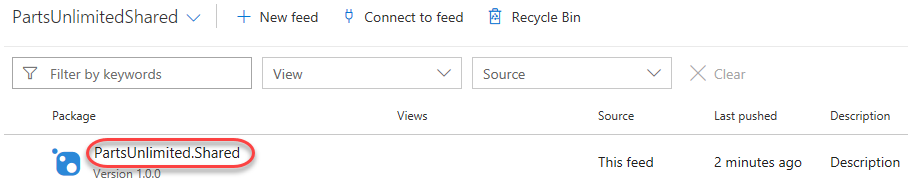 PartsUnlimitedShared New feed Connect to feed Recycle Bin
Filter by keywords View Source Clear
Package Views Source Last pushed Description
PartsUnlimited.Shared This feed 2 minutes ago Description
Version 1.0.0